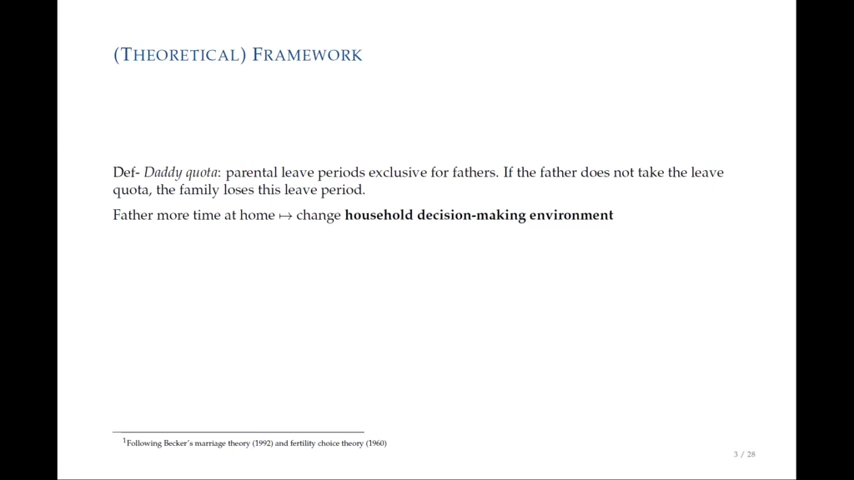 (THEORETICAL) FRAMEWORK
Def- Daddy quota: parental leave periods exclusive for fathers. If the father does not take the leave
quota, the family loses this leave period.
Father more time at home ↦ change household decision-making environment
1Following Becker's marriage theory (1992) and fertility choice theory (1960)
3 / 28